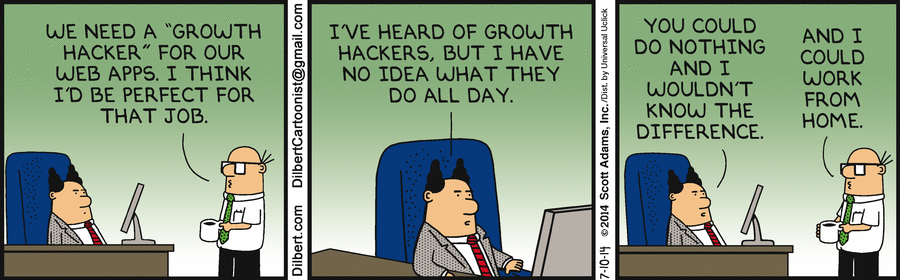 WE NEED A "GROWTH
HACKER" FOR OUR
WEB APPS. I THINK
I'D BE PERFECT FOR
THAT JOB.
Dilbert.com DilbertCartoonist@gmail.com
I'VE HEARD OF GROWTH
HACKERS, BUT I HAVE
NO IDEA WHAT THEY
DO ALL DAY.
7-10-14 ©2014 Scott Adams, Inc. /Dist. by Universal Uclick
YOU COULD
DO NOTHING
AND I
WOULDN'T
KNOW THE
DIFFERENCE.
AND I
COULD
WORK
FROM
HOME.